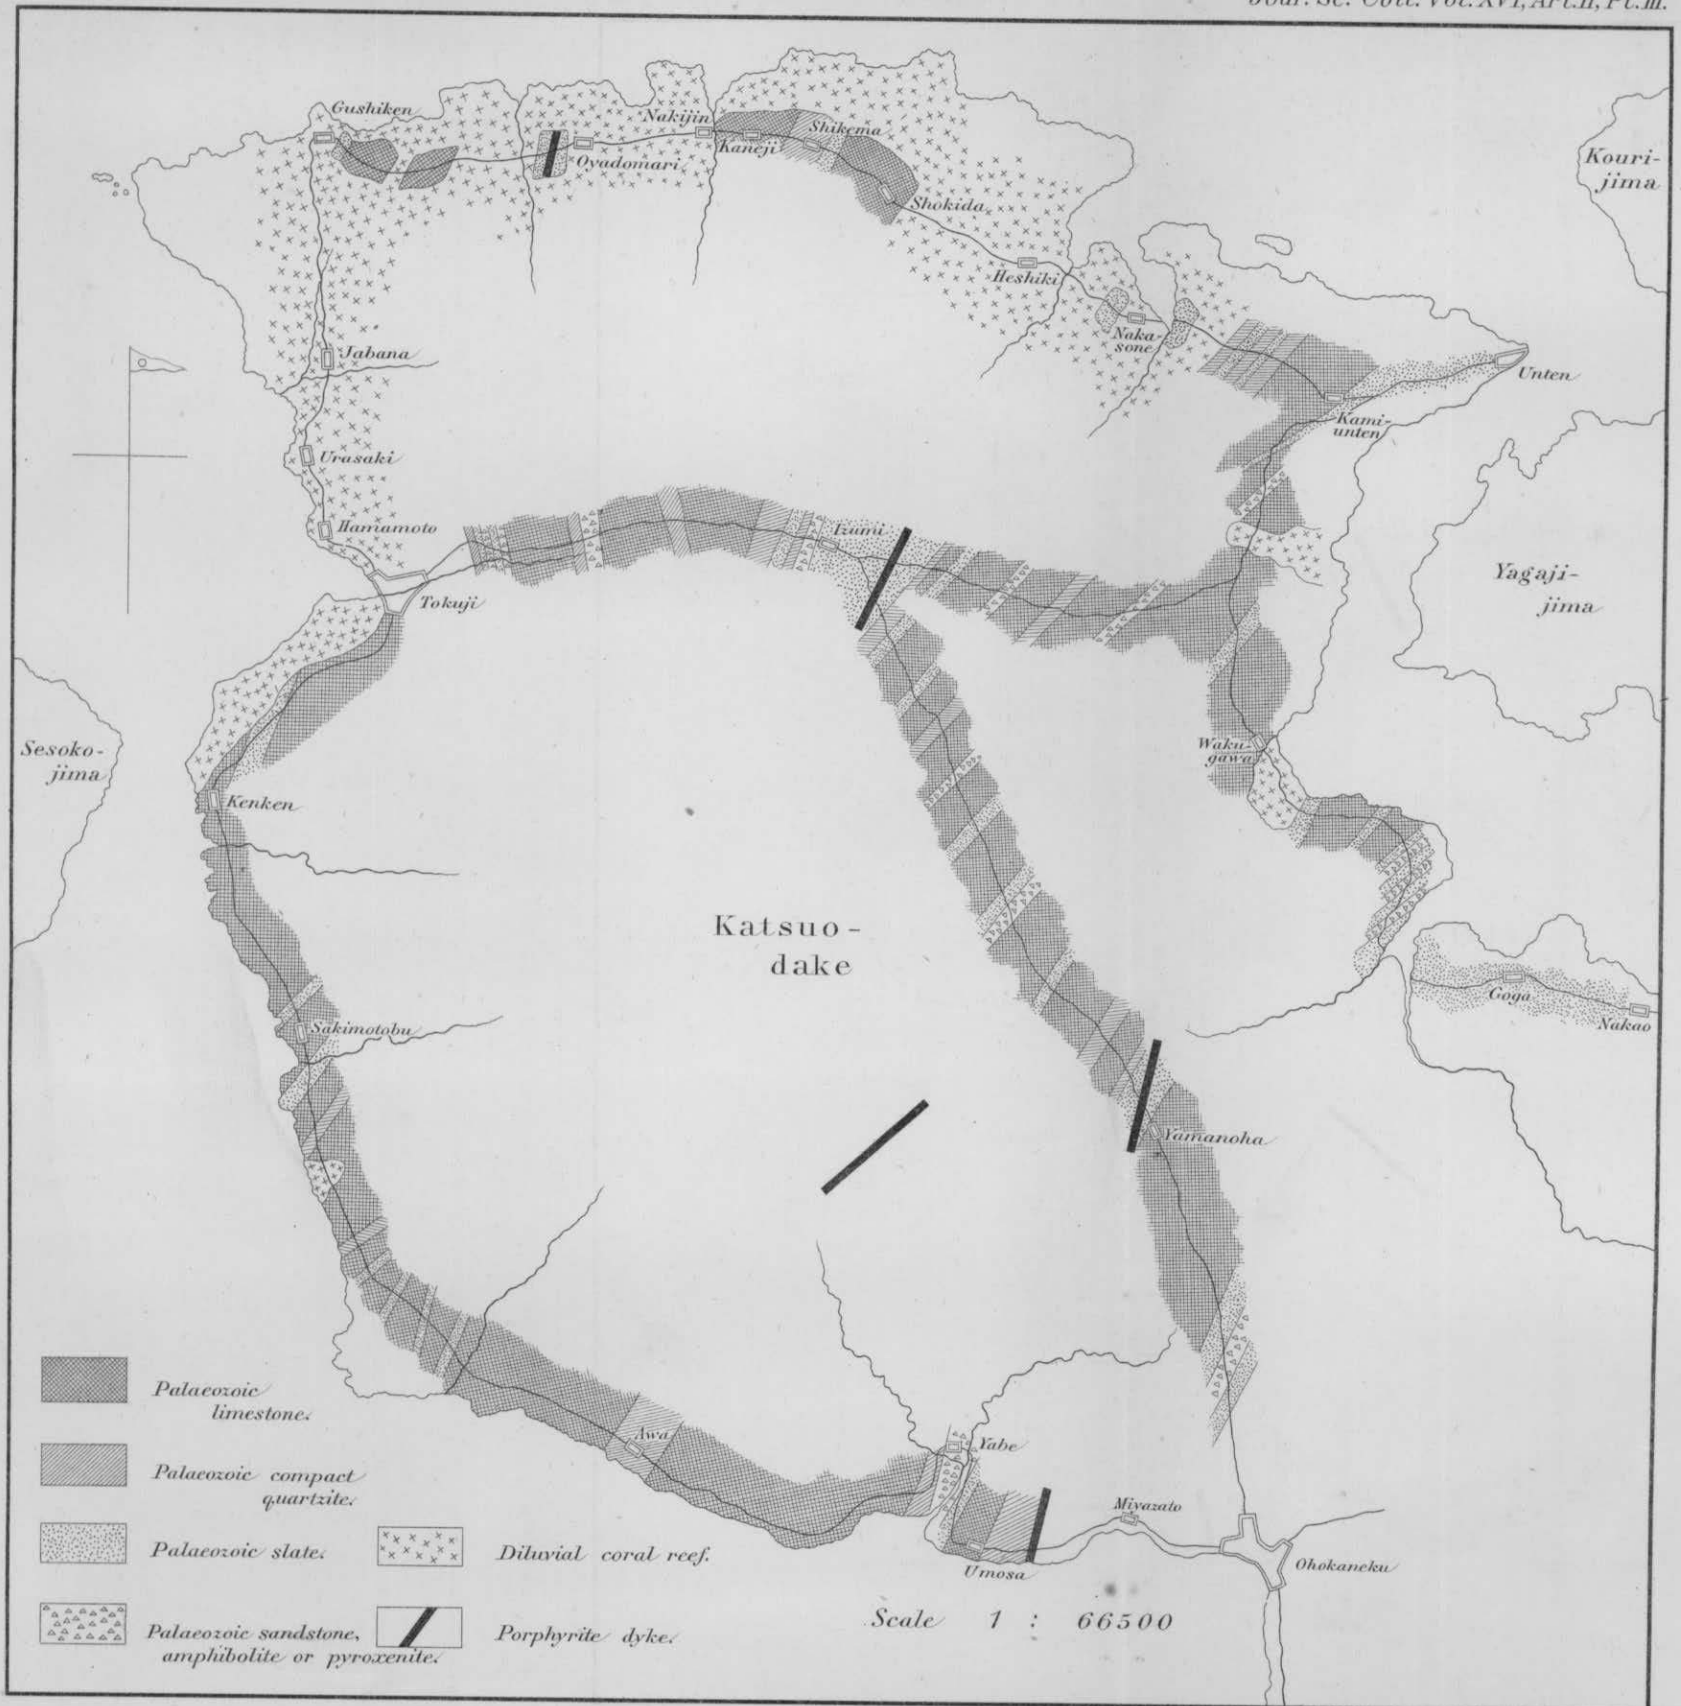 Jour. Sc. Coll. Vol. XVI, Art. II, Pl. III.
Gushiken
Nakijin
Shikema
Oyadomari
Kaneji
Shokida
Kouri-
jima
Heshiki
Naka-
sone
Jabana
Unten
Kami-
unten
Urasaki
Hamamoto
Izumi
Tokuji
Yagaji-
jima
Sesoko-
jima
Waku-
gawa
Kenken
Katsuo-
dake
Goga
Nakao
Sakimotobu
Yamanoha
Palaeozoic
limestone.
Awa
Yabe
Palaeozoic compact
quartzite.
Miyazato
Palaeozoic slate.
Diluvial coral reef.
Umosa
Ohokaneku
Scale 1 : 66500
Palaeozoic sandstone,
amphibolite or pyroxenite.
Porphyrite dyke.